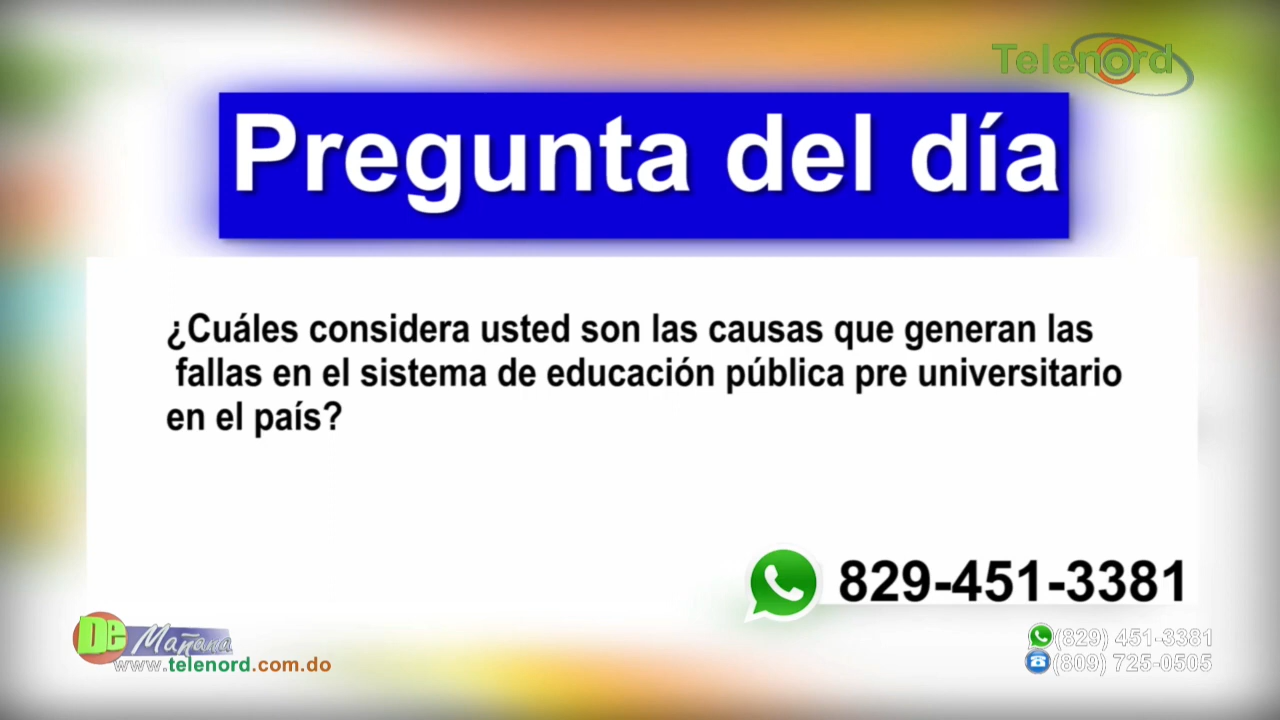 Telenord
Pregunta del día
¿Cuáles considera usted son las causas que generan las
fallas en el sistema de educación pública pre universitario
en el país?
829-451-3381
De Mañana
www.telenord.com.do
(829) 451-3381
(809) 725-0505